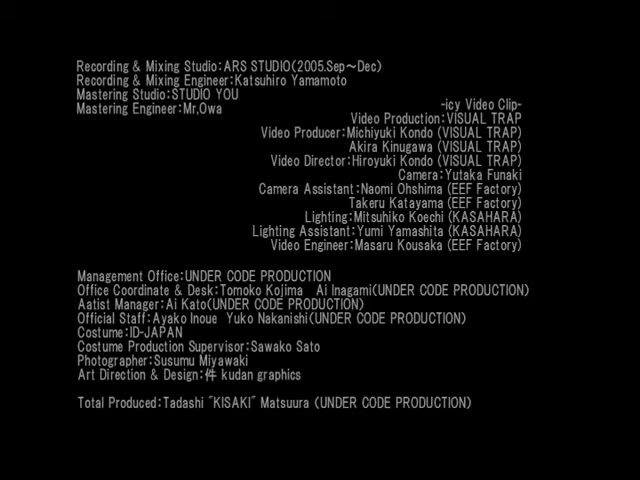 Recording & Mixing Studio:ARS STUDIO(2005.Sep～Dec)
Recording & Mixing Engineer:Katsuhiro Yamamoto
Mastering Studio:STUDIO YOU
Mastering Engineer:Mr,Owa
-icy Video Clip-
Video Production:VISUAL TRAP
Video Producer:Michiyuki Kondo (VISUAL TRAP)
Akira Kinugawa (VISUAL TRAP)
Video Director:Hiroyuki Kondo (VISUAL TRAP)
Camera:Yutaka Funaki
Camera Assistant:Naomi Ohshima (EEF Factory)
Takeru Katayama (EEF Factory)
Lighting:Mitsuhiko Koechi (KASAHARA)
Lighting Assistant:Yumi Yamashita (KASAHARA)
Video Engineer:Masaru Kousaka (EEF Factory)
Management Office:UNDER CODE PRODUCTION
Office Coordinate & Desk:Tomoko Kojima　Ai Inagami(UNDER CODE PRODUCTION)
Aatist Manager:Ai Kato(UNDER CODE PRODUCTION)
Official Staff:Ayako Inoue　Yuko Nakanishi(UNDER CODE PRODUCTION)
Costume:ID-JAPAN
Costume Production Supervisor:Sawako Sato
Photographer:Susumu Miyawaki
Art Direction & Design:件 kudan graphics
Total Produced:Tadashi "KISAKI" Matsuura (UNDER CODE PRODUCTION)